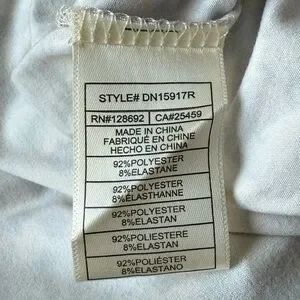 STYLE# DN15917R
RN#128692 CA#25459
MADE IN CHINA
FABRIQUÉ EN CHINE
HECHO EN CHINA
92%POLYESTER
8%ELASTANE
92%POLYESTER
8%ELASTHANNE
92%POLYESTER
8%ELASTAN
92%POLIESTERE
8%ELASTAN
92%POLIÉSTER
8%ELASTANO